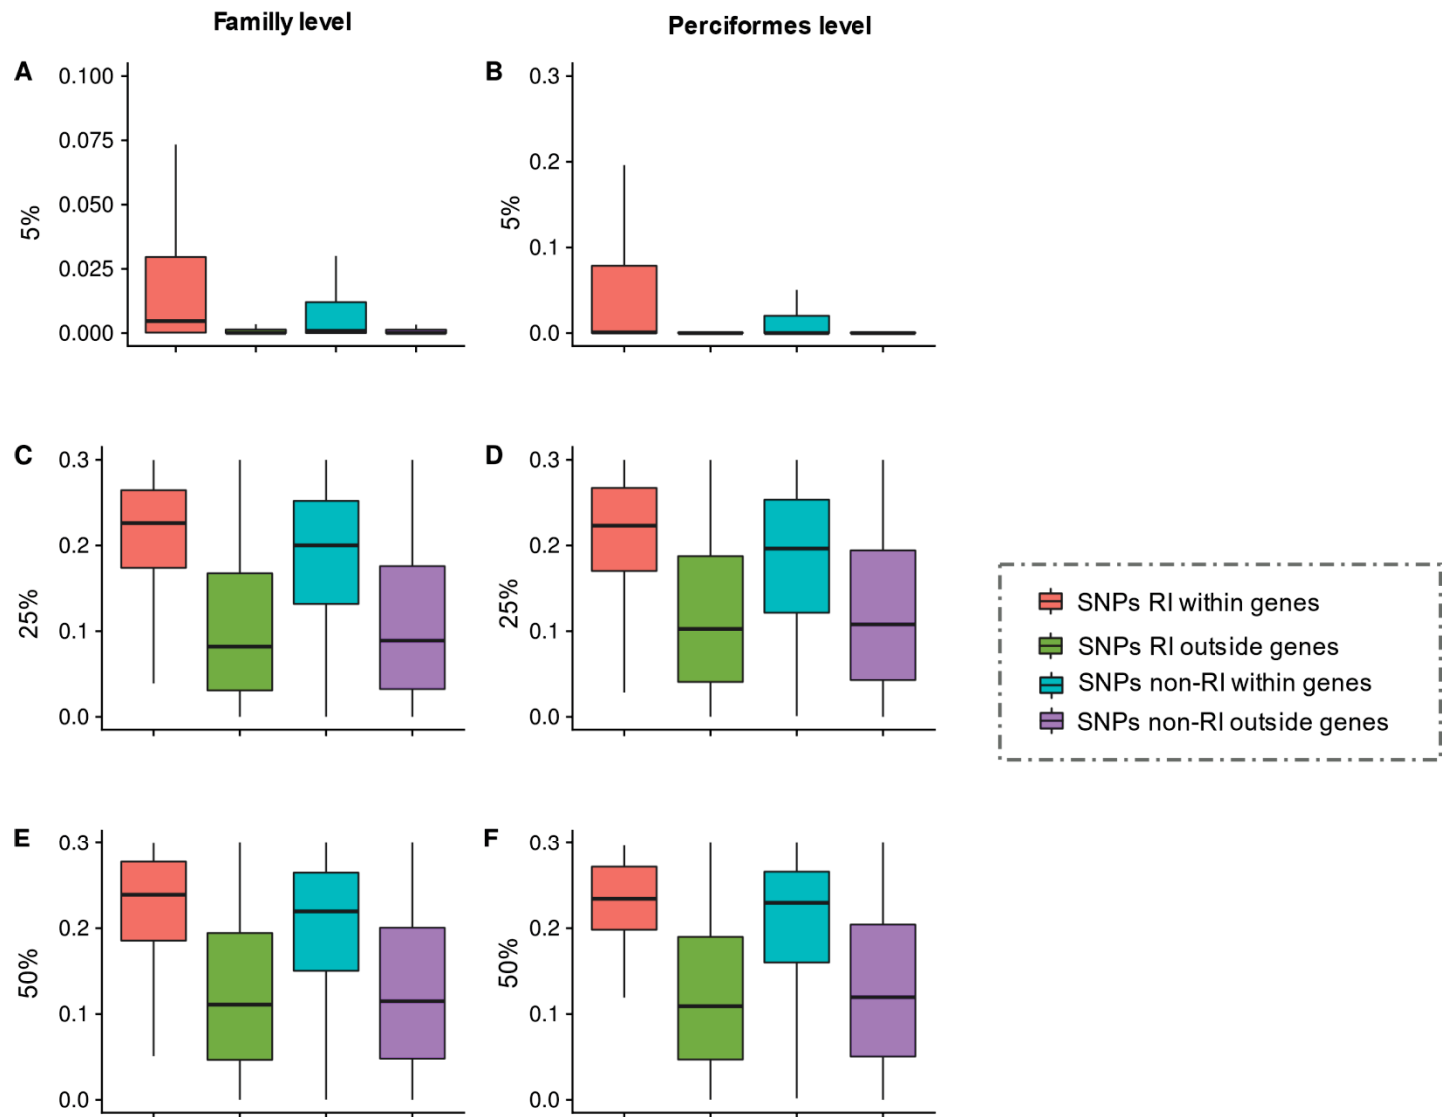 Familly level
Perciformes level
A
0.100
0.075
0.050
0.025
0.000
5%
B
0.3
0.2
0.1
0.0
5%
C
0.3
0.2
0.1
0.0
25%
D
0.3
0.2
0.1
0.0
25%
SNPs RI within genes
SNPs RI outside genes
SNPs non-RI within genes
SNPs non-RI outside genes
E
0.3
0.2
0.1
0.0
50%
F
0.3
0.2
0.1
0.0
50%